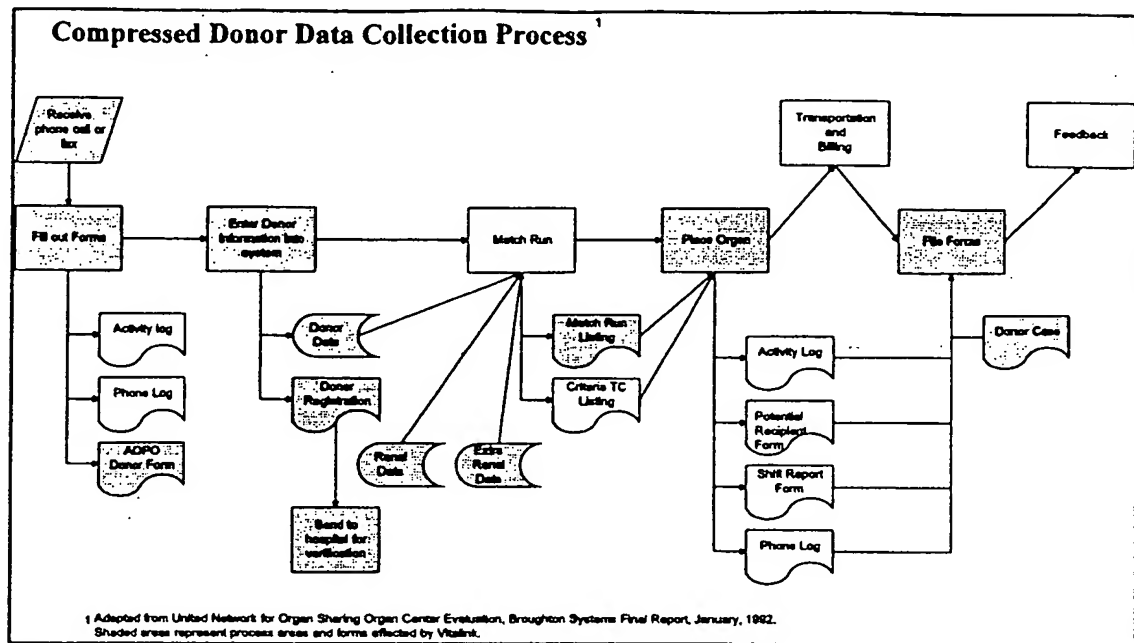 Compressed Donor Data Collection Process 1
Receive
phone call or
fax
Transportation
and
Billing
Feedback
Fill out Forms
Enter Donor
Information Into
system
Match Run
Place Organ
File Forms
Activity log
Donor
Data
Match Run
Listing
Activity Log
Donor Case
Phone Log
Donor
Registration
Criteria TC
Listing
Potential
Recipient
Form
AOPO
Donor Form
Renal
Data
Extra
Renal
Data
Shift Report
Form
Send to
hospital for
verification
Phone Log
1 Adapted from United Network for Organ Sharing Organ Center Evaluation, Broughton Systems Final Report, January, 1992.
Shaded areas represent process areas and forms effected by Vitalink.